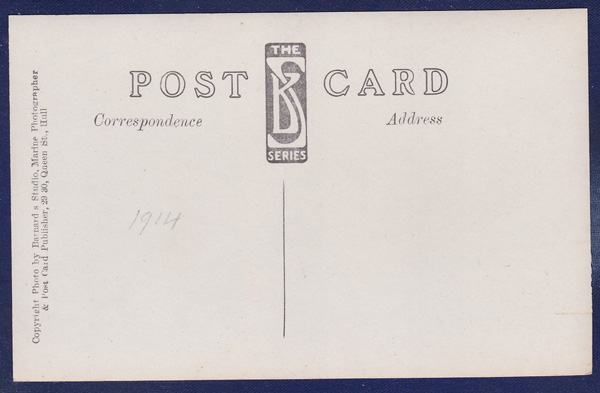 POST CARD
THE
BS
SERIES
Correspondence
Address
1914
Copyright Photo by Barnard s Studio, Marine Photographer
& Post Card Publisher, 29 30, Queen St., Hull